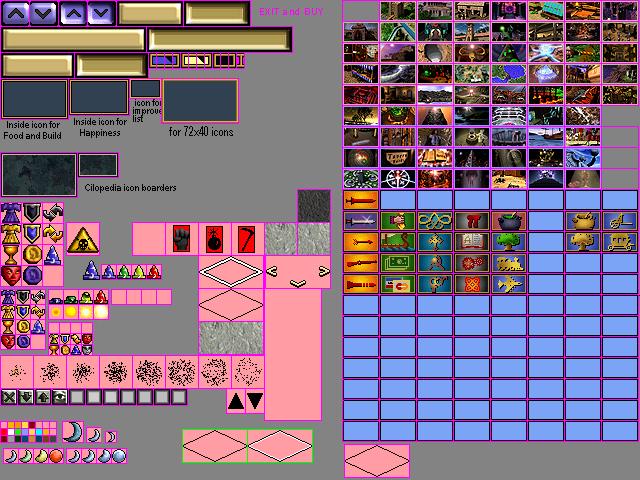 EXIT and BUY
Inside icon for
Food and Build
Inside icon for
Happiness
icon for
improve
list
for 72x40 icons
Cilopedia icon boarders